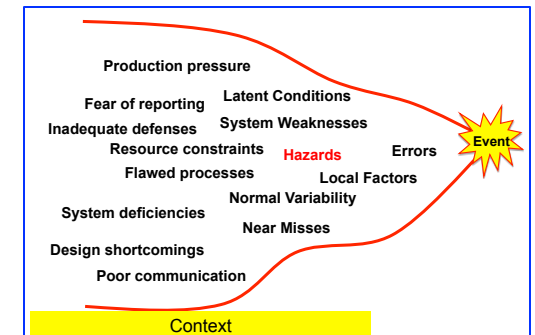 Production pressure
Latent Conditions
Fear of reporting
System Weaknesses
Inadequate defenses
Resource constraints
Hazards
Errors
Event
Flawed processes
Local Factors
Normal Variability
System deficiencies
Near Misses
Design shortcomings
Poor communication
Context